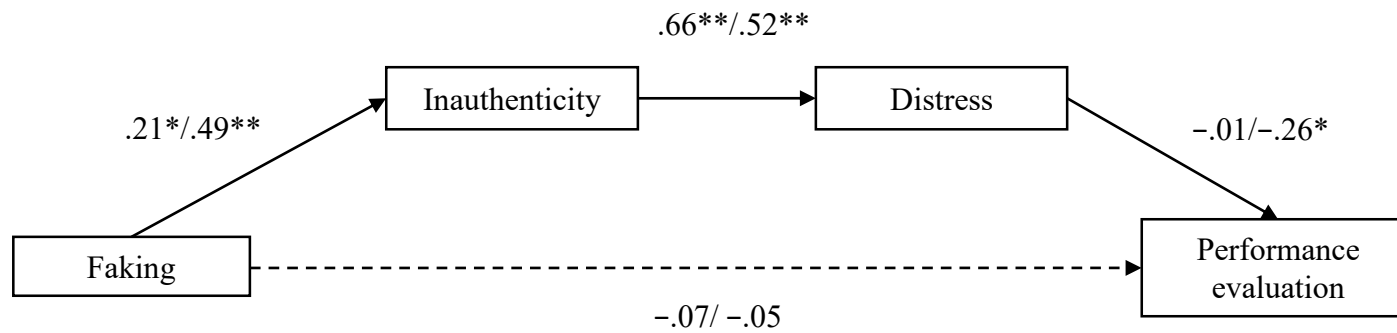 .66**/.52**
Inauthenticity
Distress
.21*/.49**
−.01/−.26*
Faking
Performance
evaluation
−.07/ −.05